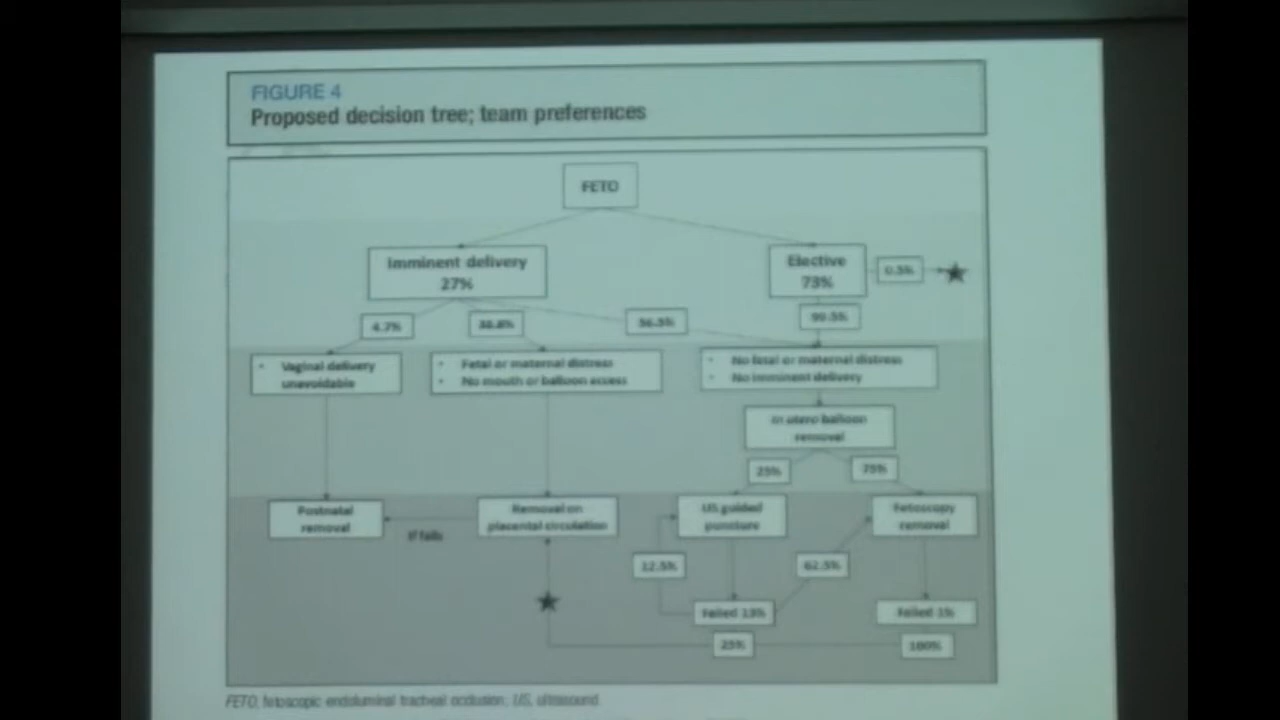 FIGURE 4
Proposed decision tree; team preferences
FETO
Imminent delivery
27%
Elective
73%
0.5%
4.7%
38.8%
56.5%
99.5%
• Vaginal delivery
unavoidable
• Fetal or maternal distress
• No mouth or balloon access
• No fetal or maternal distress
• No imminent delivery
In utero balloon
removal
25%
75%
Postnatal
removal
If fails
Removal on
placental circulation
US guided
puncture
Fetoscopy
removal
12.5%
62.5%
Failed 13%
Failed 1%
25%
100%
FETO, fetoscopic endoluminal tracheal occlusion; US, ultrasound